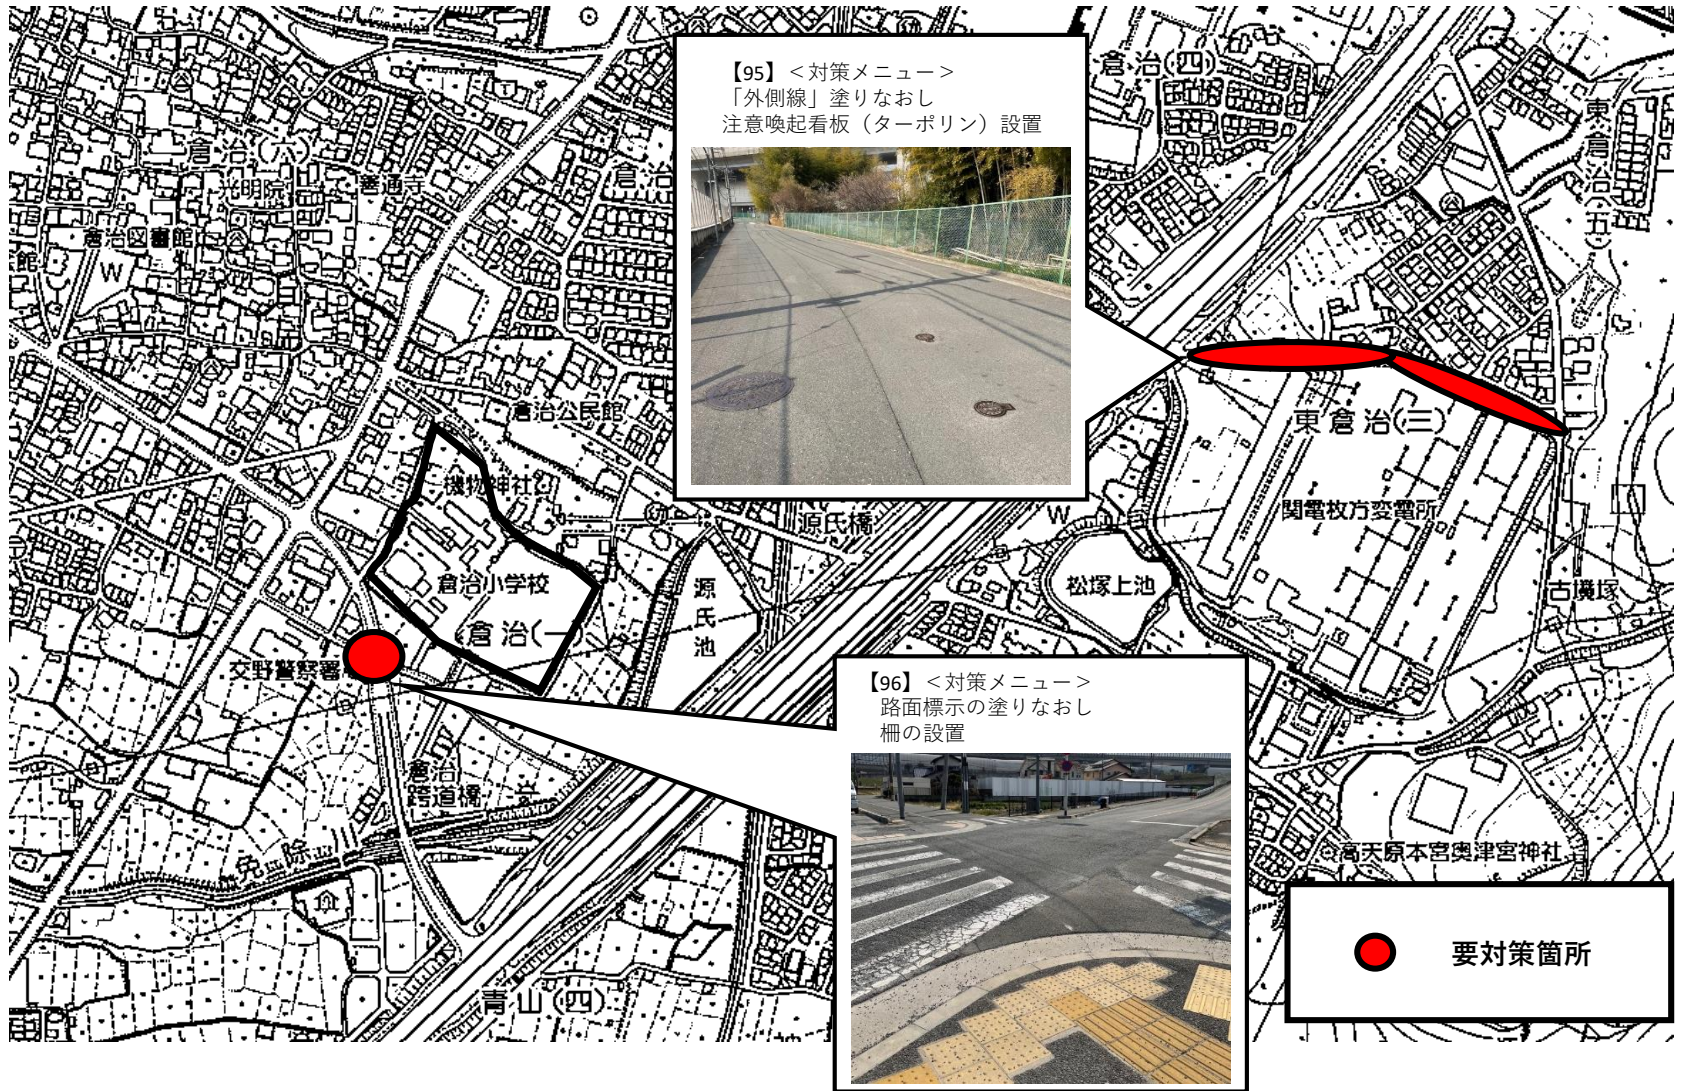 【95】＜対策メニュー＞
「外側線」塗りなおし
注意喚起看板（ターポリン）設置
倉治(四)
東倉治(五)
倉治(六)
光明院
善通寺
倉治
倉治図書館
館
W
倉治公民館
機物神社
源氏橋
W
東倉治(三)
関電枚方変電所
倉治小学校
倉治(一)
源氏池
松塚上池
古墳塚
交野警察署
【96】＜対策メニュー＞
路面標示の塗りなおし
柵の設置
倉治
跨道橋
免除川
高天原本宮奥津宮神社
青山(四)
要対策箇所